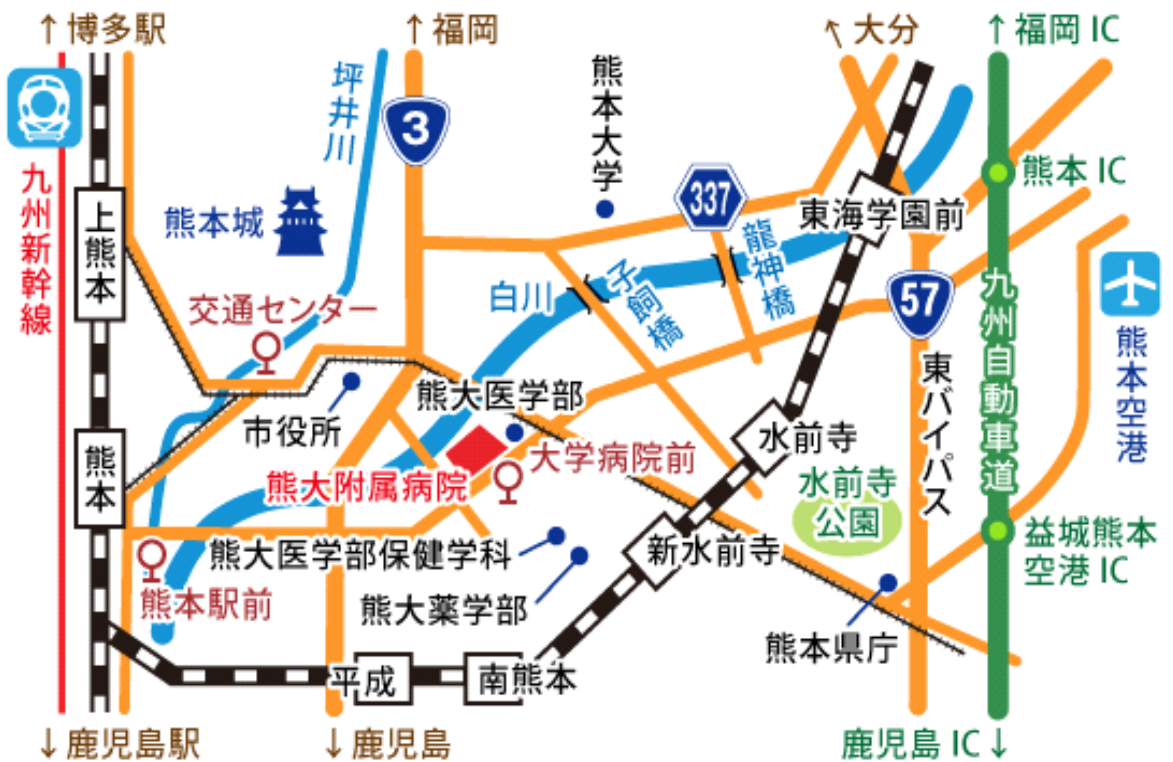 ↑博多駅
↑福岡
↖大分
↑福岡 IC
坪井川
3
熊本大学
337
熊本 IC
九州新幹線
上熊本
熊本城
東海学園前
龍神橋
子飼橋
白川
57
九州自動車道
交通センター
熊本空港
東バイパス
熊大医学部
市役所
水前寺
大学病院前
熊本
熊大附属病院
水前寺
公園
益城熊本
空港 IC
熊大医学部保健学科
新水前寺
熊本駅前
熊大薬学部
熊本県庁
平成
南熊本
↓鹿児島駅
↓鹿児島
鹿児島 IC↓